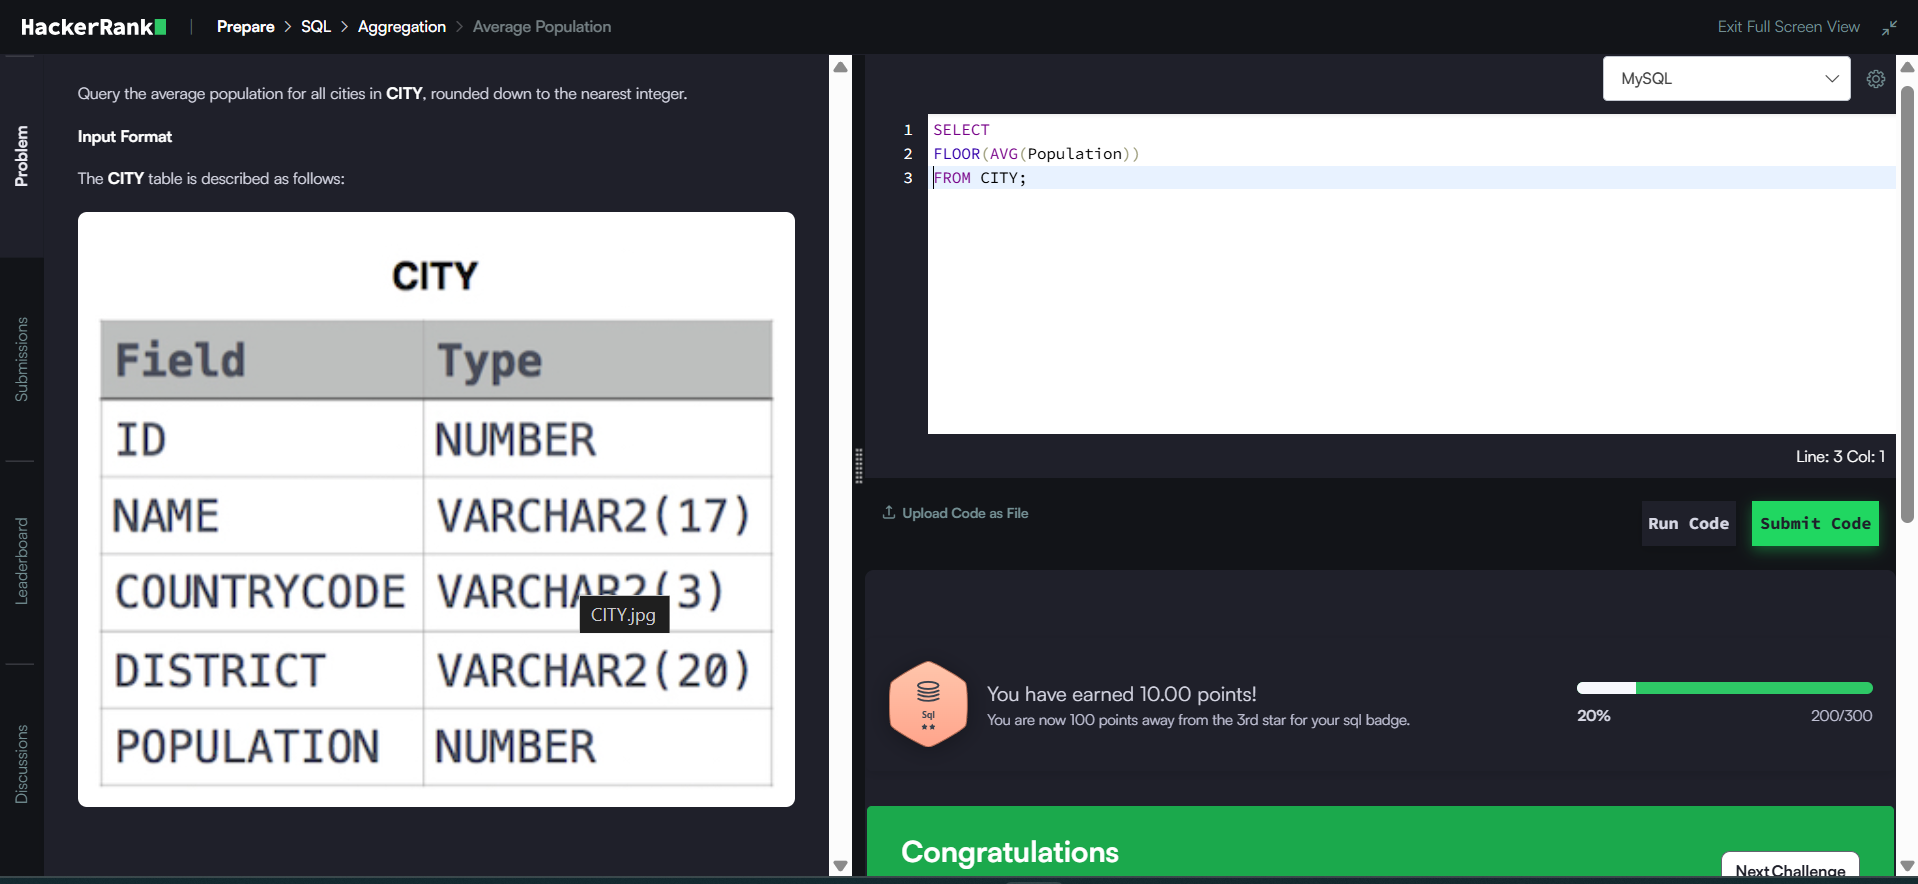 HackerRank | Prepare > SQL > Aggregation > Average Population
Exit Full Screen View
Problem
Submissions
Leaderboard
Discussions
Query the average population for all cities in CITY, rounded down to the nearest integer.
Input Format
The CITY table is described as follows:
CITY
Field Type
ID NUMBER
NAME VARCHAR2(17)
COUNTRYCODE VARCHAR2(3)
CITY.jpg
DISTRICT VARCHAR2(20)
POPULATION NUMBER
MySQL
1 SELECT
2 FLOOR(AVG(Population))
3 FROM CITY;
Line: 3 Col: 1
Upload Code as File
Run Code
Submit Code
Sql
**
You have earned 10.00 points!
You are now 100 points away from the 3rd star for your sql badge.
20% 200/300
Congratulations
Next Challenge